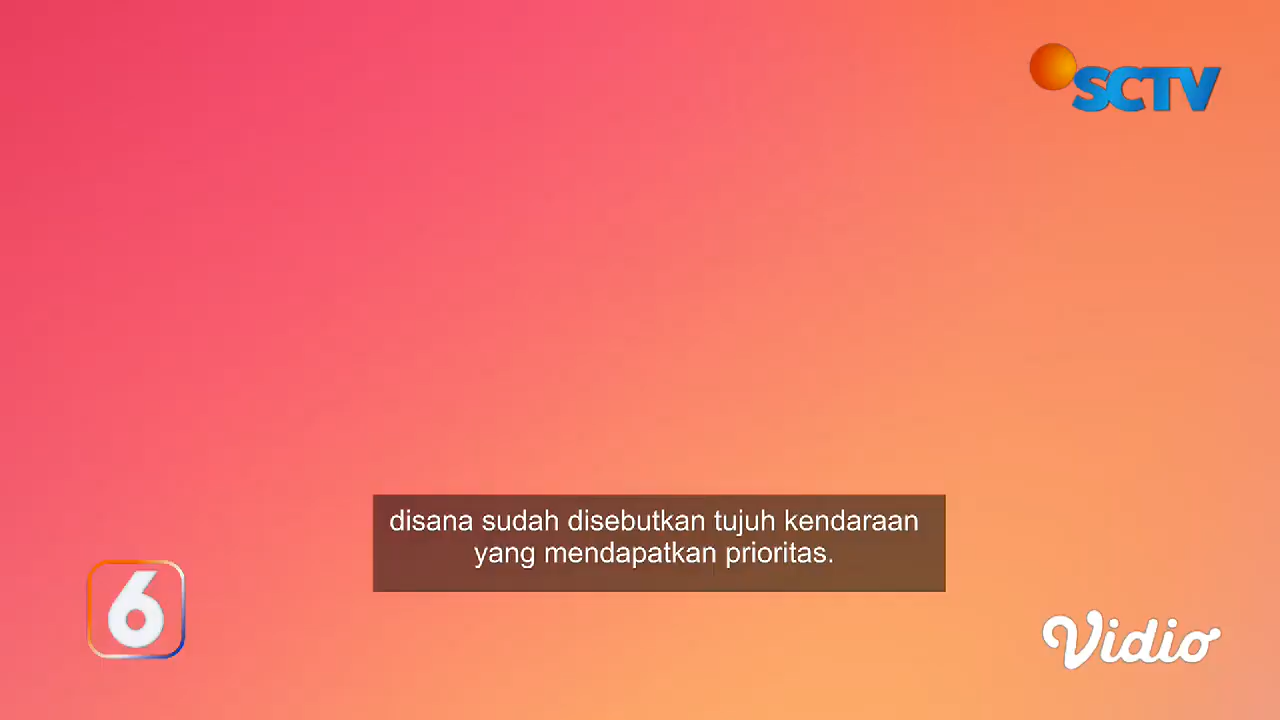 SCTV
disana sudah disebutkan tujuh kendaraan
yang mendapatkan prioritas.
6
Vidio